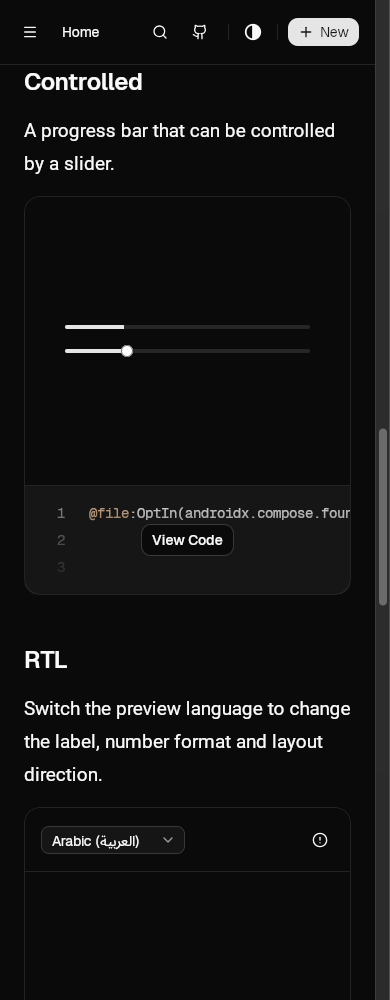 Home
New
Controlled
A progress bar that can be controlled
by a slider.
1 @file:OptIn(androidx.compose.four
2
View Code
3
RTL
Switch the preview language to change
the label, number format and layout
direction.
Arabic (العربية)